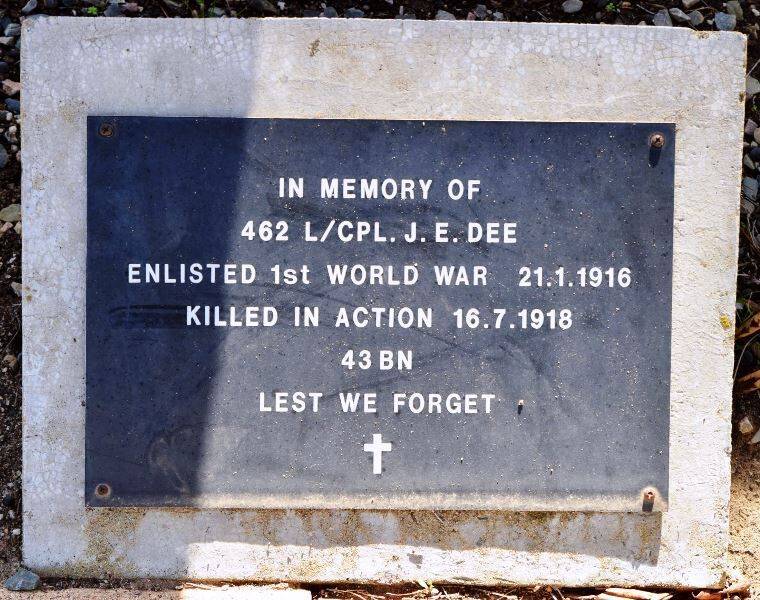 IN MEMORY OF
462 L/CPL. J. E. DEE
ENLISTED 1st WORLD WAR 21.1.1916
KILLED IN ACTION 16.7.1918
43 BN
LEST WE FORGET